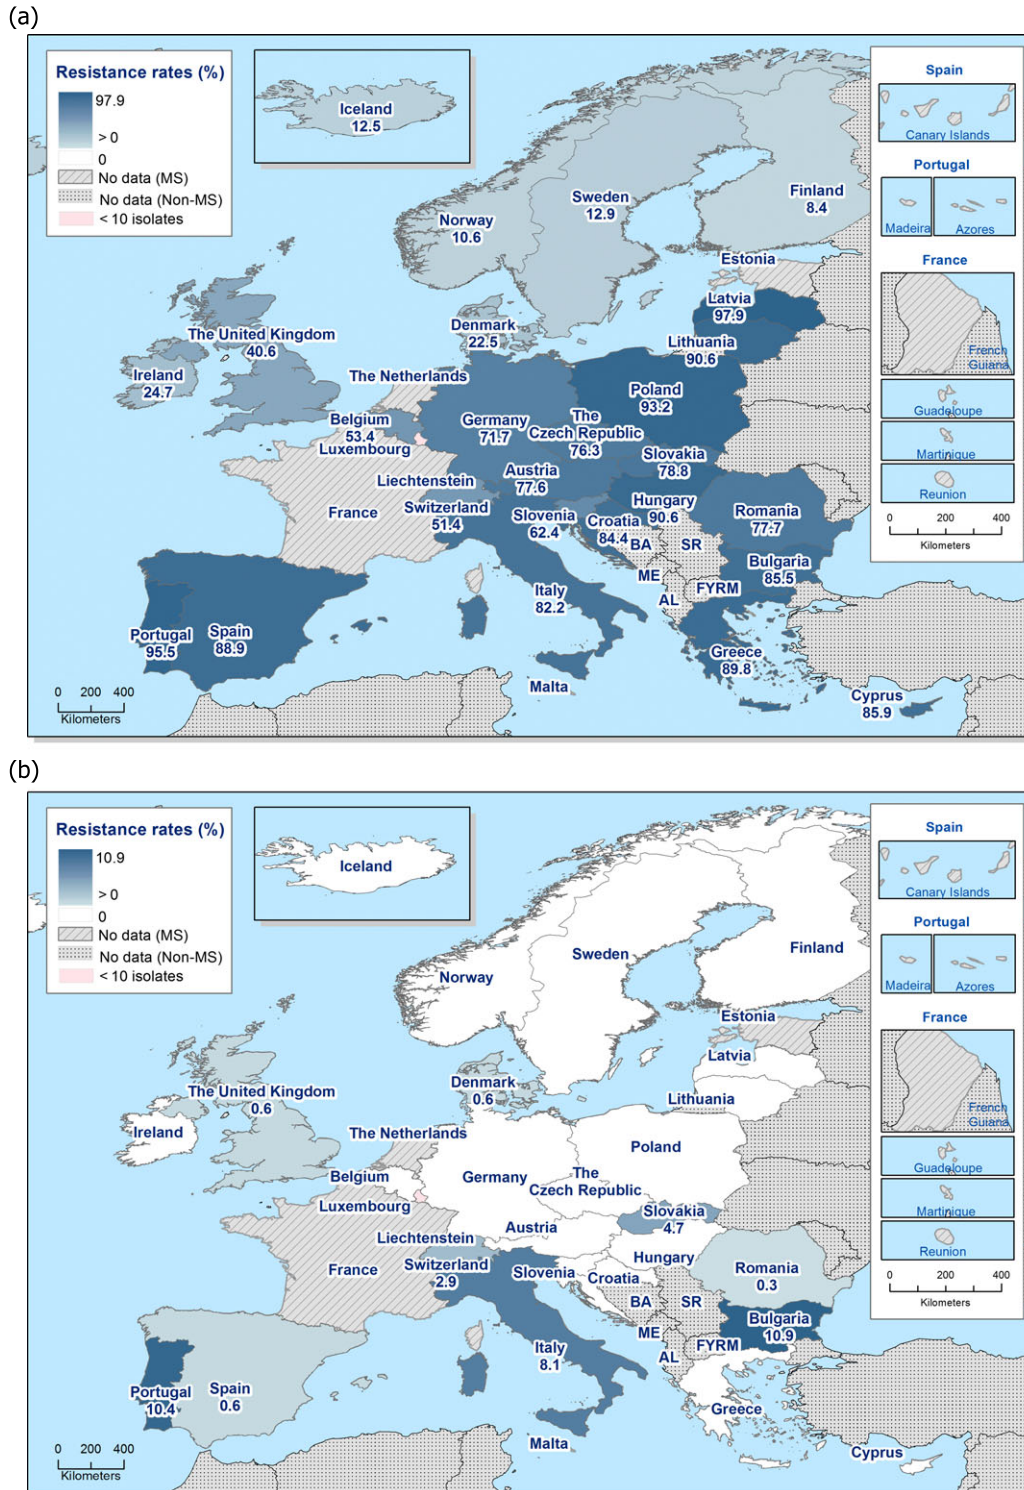 (a)
Resistance rates (%)
97.9
> 0
0
No data (MS)
No data (Non-MS)
< 10 isolates
Iceland
12.5
Norway
10.6
Sweden
12.9
Finland
8.4
Estonia
Latvia
97.9
Lithuania
90.6
Denmark
22.5
The United Kingdom
40.6
Ireland
24.7
The Netherlands
Belgium
53.4
Luxembourg
Germany
71.7
Poland
93.2
The
Czech Republic
76.3
Slovakia
78.8
Austria
77.6
Liechtenstein
Switzerland
51.4
France
Slovenia
62.4
Hungary
90.6
Croatia
84.4
Romania
77.7
BA
SR
ME
AL
FYRM
Bulgaria
85.5
Italy
82.2
Portugal
95.5
Spain
88.9
Greece
89.8
Malta
Cyprus
85.9
0 200 400
Kilometers
Spain
Canary Islands
Portugal
Madeira
Azores
France
French
Guiana
Guadeloupe
Martinique
Reunion
0 200 400
Kilometers
(b)
Resistance rates (%)
10.9
> 0
0
No data (MS)
No data (Non-MS)
< 10 isolates
Iceland
Norway
Sweden
Finland
Estonia
Latvia
Lithuania
Denmark
0.6
The United Kingdom
0.6
Ireland
The Netherlands
Belgium
Luxembourg
Germany
Poland
The
Czech Republic
Slovakia
4.7
Austria
Liechtenstein
Switzerland
2.9
France
Slovenia
Hungary
Croatia
Romania
0.3
BA
SR
ME
AL
FYRM
Bulgaria
10.9
Italy
8.1
Portugal
10.4
Spain
0.6
Greece
Malta
Cyprus
0 200 400
Kilometers
Spain
Canary Islands
Portugal
Madeira
Azores
France
French
Guiana
Guadeloupe
Martinique
Reunion
0 200 400
Kilometers